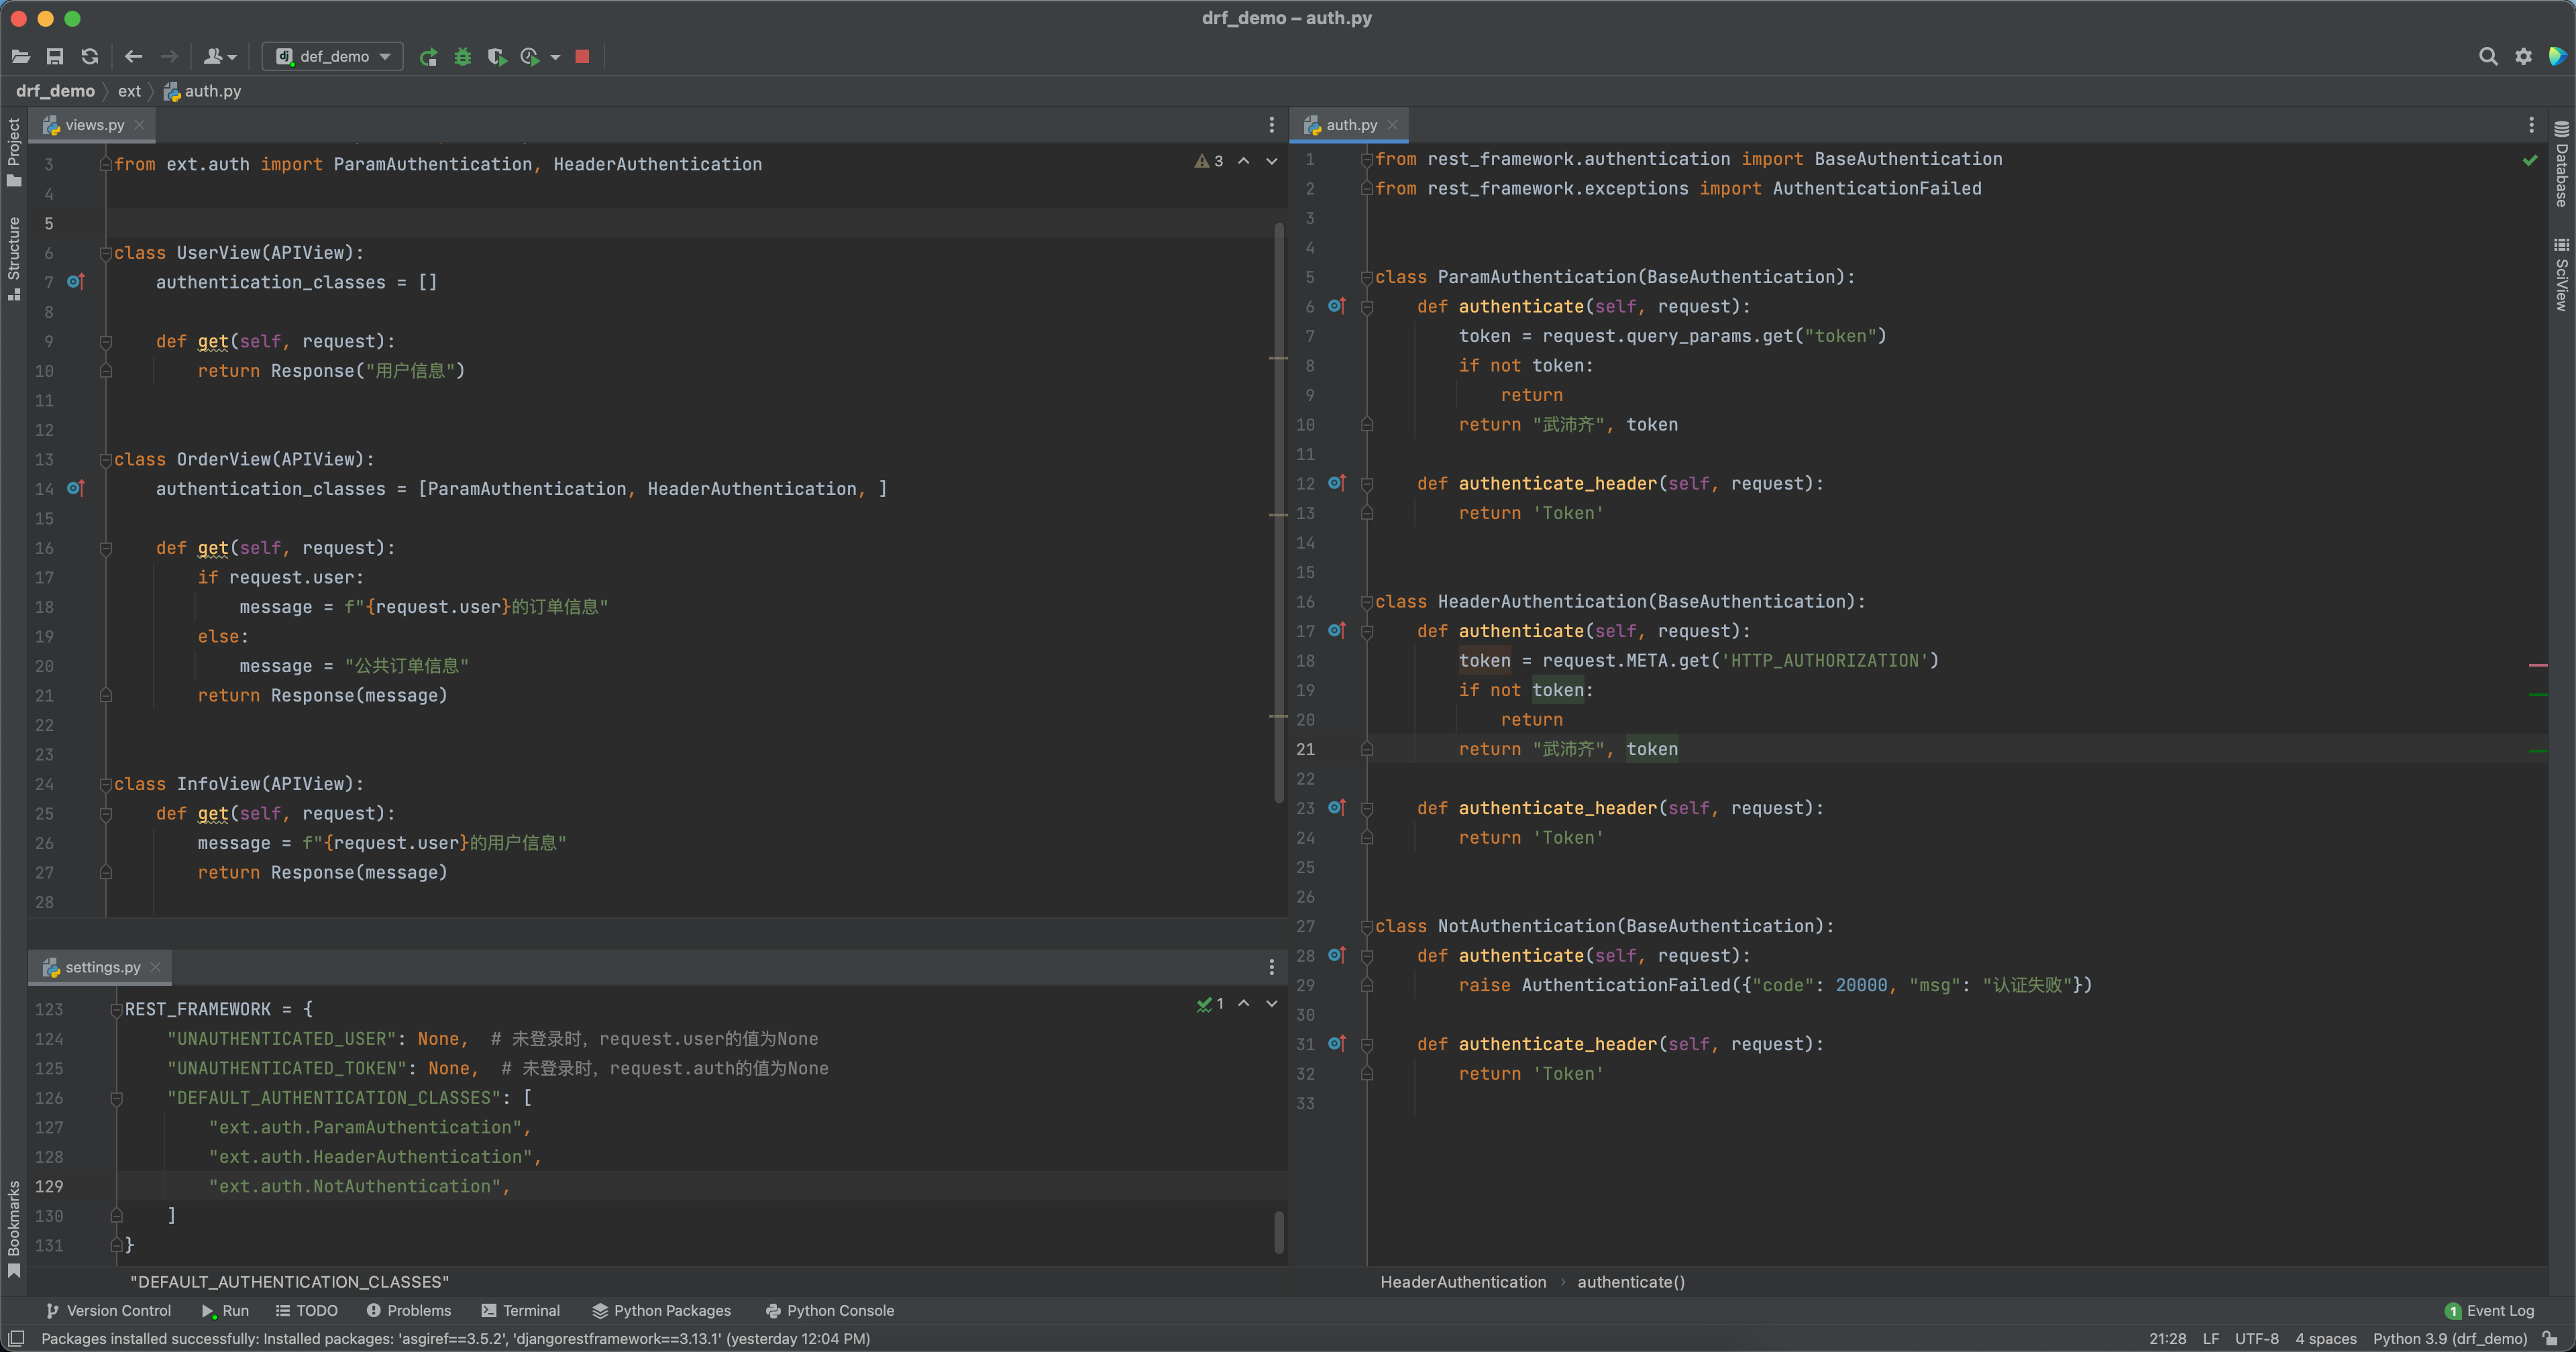 drf_demo – auth.py
def_demo
drf_demo ext auth.py
Project
Structure
Bookmarks
views.py
3 from ext.auth import ParamAuthentication, HeaderAuthentication
3
4
5
6 class UserView(APIView):
7 authentication_classes = []
8
9 def get(self, request):
10 return Response("用户信息")
11
12
13 class OrderView(APIView):
14 authentication_classes = [ParamAuthentication, HeaderAuthentication, ]
15
16 def get(self, request):
17 if request.user:
18 message = f"{request.user}的订单信息"
19 else:
20 message = "公共订单信息"
21 return Response(message)
22
23
24 class InfoView(APIView):
25 def get(self, request):
26 message = f"{request.user}的用户信息"
27 return Response(message)
28
settings.py
123 REST_FRAMEWORK = {
1
124 "UNAUTHENTICATED_USER": None, # 未登录时, request.user的值为None
125 "UNAUTHENTICATED_TOKEN": None, # 未登录时, request.auth的值为None
126 "DEFAULT_AUTHENTICATION_CLASSES": [
127 "ext.auth.ParamAuthentication",
128 "ext.auth.HeaderAuthentication",
129 "ext.auth.NotAuthentication",
130 ]
131 }
"DEFAULT_AUTHENTICATION_CLASSES"
auth.py
1 from rest_framework.authentication import BaseAuthentication
2 from rest_framework.exceptions import AuthenticationFailed
3
4
5 class ParamAuthentication(BaseAuthentication):
6 def authenticate(self, request):
7 token = request.query_params.get("token")
8 if not token:
9 return
10 return "武沛齐", token
11
12 def authenticate_header(self, request):
13 return 'Token'
14
15
16 class HeaderAuthentication(BaseAuthentication):
17 def authenticate(self, request):
18 token = request.META.get('HTTP_AUTHORIZATION')
19 if not token:
20 return
21 return "武沛齐", token
22
23 def authenticate_header(self, request):
24 return 'Token'
25
26
27 class NotAuthentication(BaseAuthentication):
28 def authenticate(self, request):
29 raise AuthenticationFailed({"code": 20000, "msg": "认证失败"})
30
31 def authenticate_header(self, request):
32 return 'Token'
33
HeaderAuthentication › authenticate()
Database
SciView
Version Control Run TODO Problems Terminal Python Packages Python Console 1 Event Log
Packages installed successfully: Installed packages: 'asgiref==3.5.2', 'djangorestframework==3.13.1' (yesterday 12:04 PM) 21:28 LF UTF-8 4 spaces Python 3.9 (drf_demo)